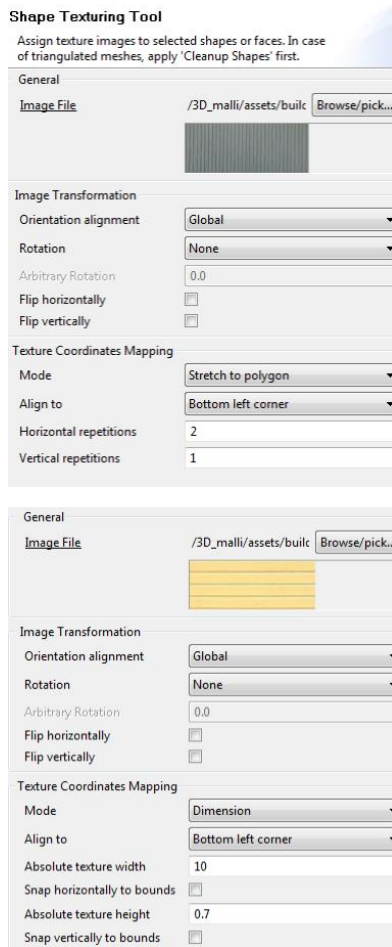 Shape Texturing Tool
Assign texture images to selected shapes or faces. In case
of triangulated meshes, apply 'Cleanup Shapes' first.
General
Image File /3D_malli/assets/builc Browse/pick...
Image Transformation
Orientation alignment Global
Rotation None
Arbitrary Rotation 0.0
Flip horizontally
Flip vertically
Texture Coordinates Mapping
Mode Stretch to polygon
Align to Bottom left corner
Horizontal repetitions 2
Vertical repetitions 1
General
Image File /3D_malli/assets/builc Browse/pick...
Image Transformation
Orientation alignment Global
Rotation None
Arbitrary Rotation 0.0
Flip horizontally
Flip vertically
Texture Coordinates Mapping
Mode Dimension
Align to Bottom left corner
Absolute texture width 10
Snap horizontally to bounds
Absolute texture height 0.7
Snap vertically to bounds